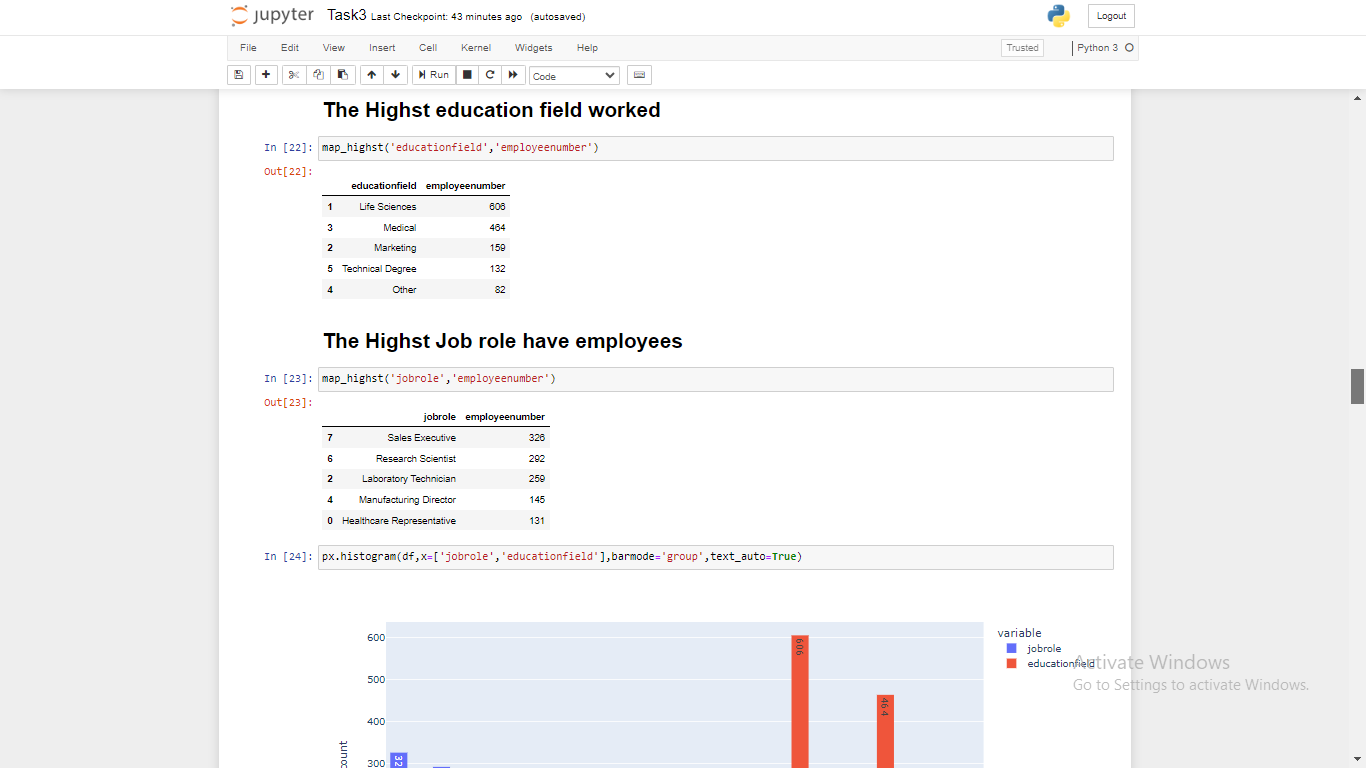 jupyter Task3 Last Checkpoint: 43 minutes ago (autosaved)
Logout
File Edit View Insert Cell Kernel Widgets Help
Trusted
Python 3
Run
Code
The Highst education field worked
In [22]: map_highst('educationfield','employeenumber')
Out[22]:
educationfield employeenumber
1 Life Sciences 606
3 Medical 464
2 Marketing 159
5 Technical Degree 132
4 Other 82
The Highst Job role have employees
In [23]: map_highst('jobrole','employeenumber')
Out[23]:
jobrole employeenumber
7 Sales Executive 326
6 Research Scientist 292
2 Laboratory Technician 259
4 Manufacturing Director 145
0 Healthcare Representative 131
In [24]: px.histogram(df,x=['jobrole','educationfield'],barmode='group',text_auto=True)
600
500
400
300
count
32
606
464
variable
jobrole
educationfield
Activate Windows
Go to Settings to activate Windows.